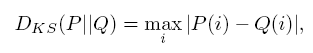 D_{KS}(P||Q) = \max_i |P(i) − Q(i)|,